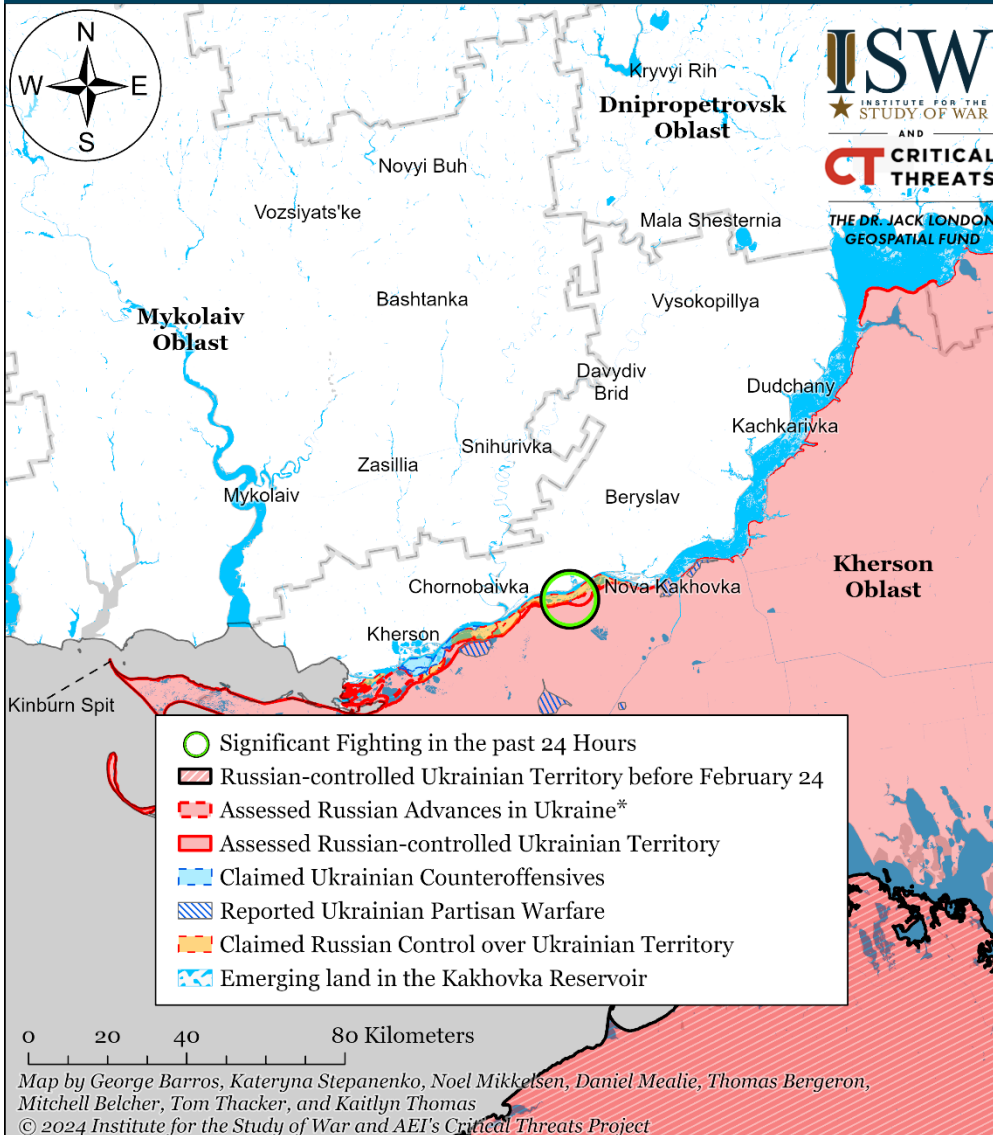 N
W
E
S
ISW
INSTITUTE FOR THE
STUDY OF WAR
AND
CT CRITICAL
THREATS
THE DR. JACK LONDON
GEOSPATIAL FUND
Kryvyi Rih
Dnipropetrovsk
Oblast
Novyi Buh
Vozsiyats'ke
Mala Shesternia
Bashtanka
Vysokopillya
Mykolaiv
Oblast
Davydiv
Brid
Dudchany
Kachkarivka
Snihurivka
Zasillia
Mykolaiv
Beryslav
Kherson
Oblast
Chornobaivka
Nova Kakhovka
Kherson
Kinburn Spit
Significant Fighting in the past 24 Hours
Russian-controlled Ukrainian Territory before February 24
Assessed Russian Advances in Ukraine*
Assessed Russian-controlled Ukrainian Territory
Claimed Ukrainian Counteroffensives
Reported Ukrainian Partisan Warfare
Claimed Russian Control over Ukrainian Territory
Emerging land in the Kakhovka Reservoir
0 20 40 80 Kilometers
Map by George Barros, Kateryna Stepanenko, Noel Mikkelsen, Daniel Mealie, Thomas Bergeron,
Mitchell Belcher, Tom Thacker, and Kaitlyn Thomas
© 2024 Institute for the Study of War and AEI's Critical Threats Project